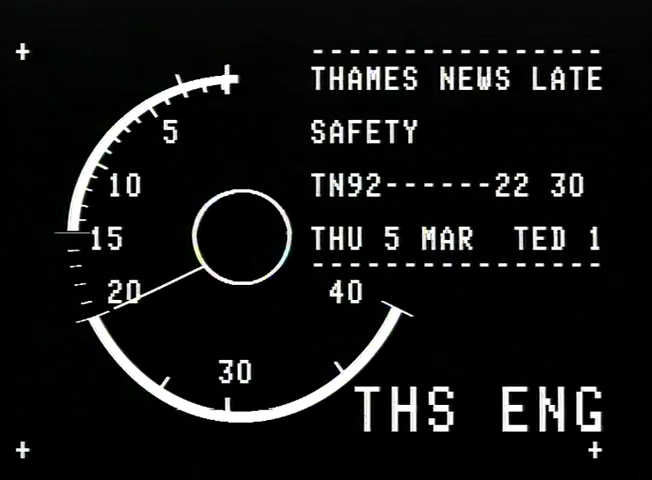 THAMES NEWS LATE
SAFETY
TN92------22 30
THU 5 MAR  TED 1
5
10
15
20
30
40
THS ENG